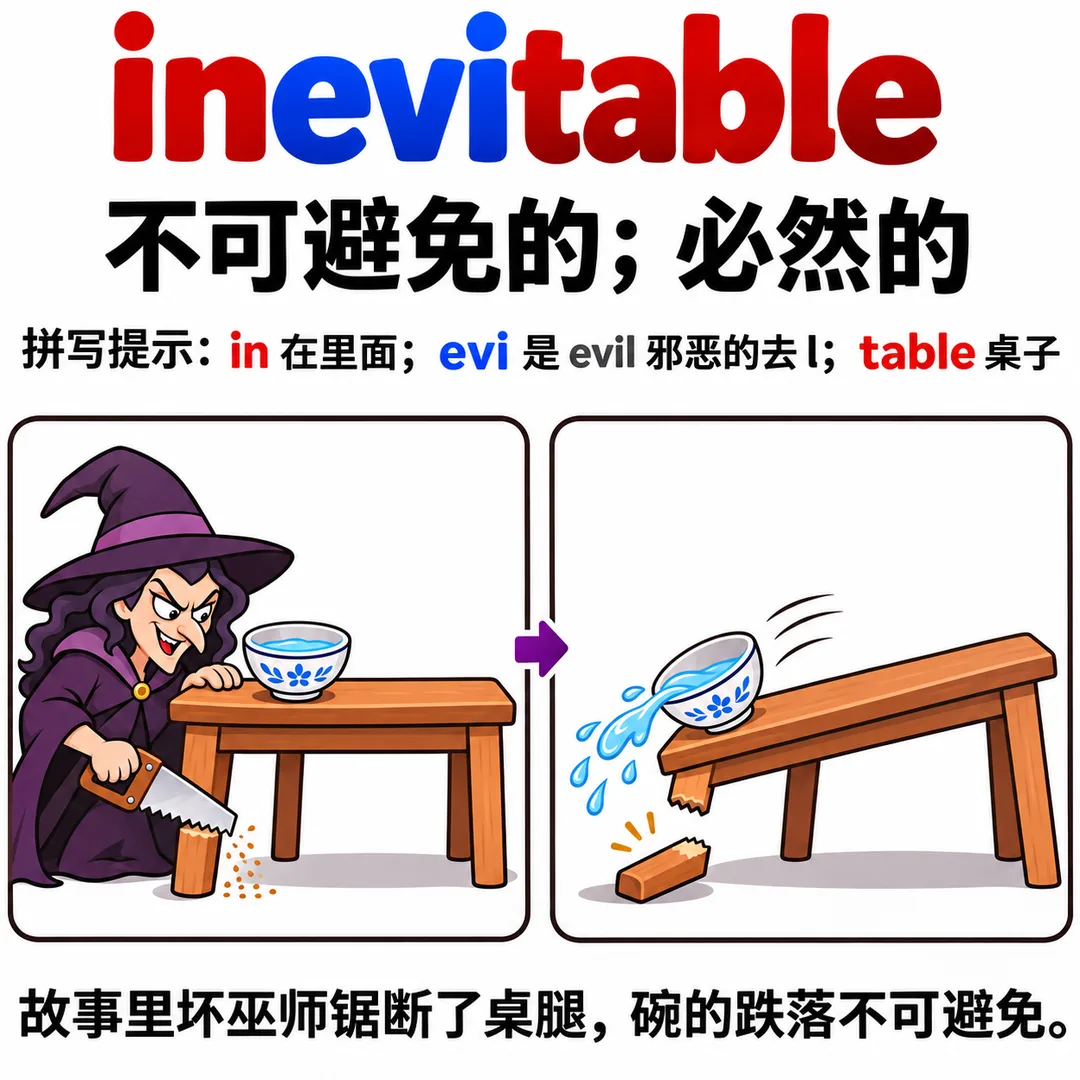 inevitable
不可避免的；必然的
拼写提示：in 在里面；evi 是 evil 邪恶的去 l；table 桌子
故事里坏巫师锯断了桌腿，碗的跌落不可避免。